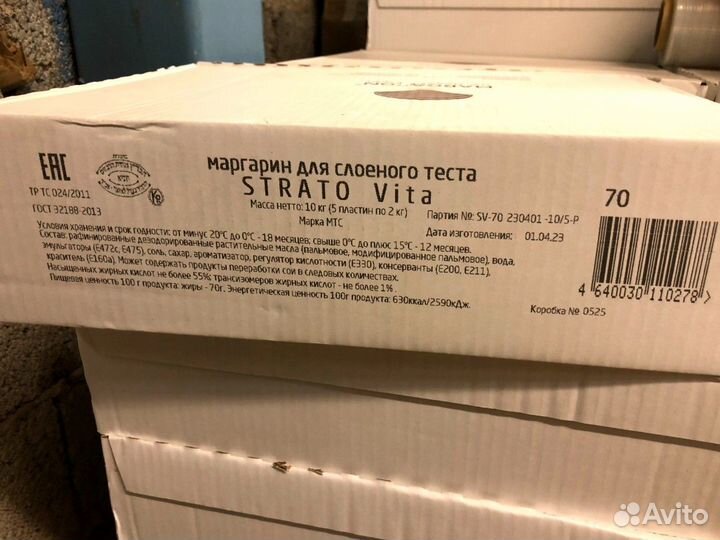 EAC
ТР ТС 024/2011
ГОСТ 32188-2013
маргарин для слоеного теста
STRATO Vita
Масса нетто: 10 кг (5 пластин по 2 кг)
Марка МТС
70
Партия №: SV-70 230401 -10/5-Р
Дата изготовления: 01.04.23
Условия хранения и срок годности: от минус 20°С до 0°С - 18 месяцев. свыше 0°С до плюс 15°С - 12 месяцев.
Состав: рафинированные дезодорированные растительные масла (пальмовое, модифицированное пальмовое), вода,
эмульгаторы (Е472с, Е475), соль, сахар, ароматизатор, регулятор кислотности (Е330), консерванты (Е200, Е211),
краситель (Е160а). Может содержать продукты переработки сои в следовых количествах.
Насыщенных жирных кислот не более 55% трансизомеров жирных кислот - не более 1% .
Пищевая ценность 100 г продукта: жиры - 70г. Энергетическая ценность 100г продукта: 630ккал/2590кДж.
4 640030 110278 >
Коробка № 0525
Avito